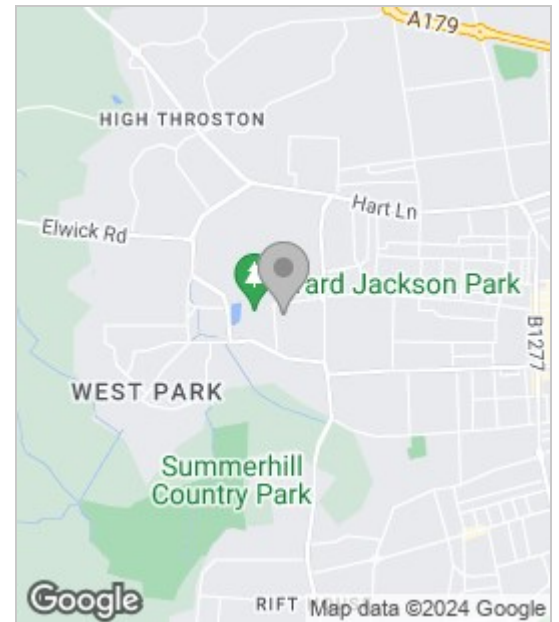 A179
HIGH THROSTON
Hart Ln
Elwick Rd
ard Jackson Park
B1277
WEST PARK
Summerhill
Country Park
RIFT
Google
Map data ©2024 Google